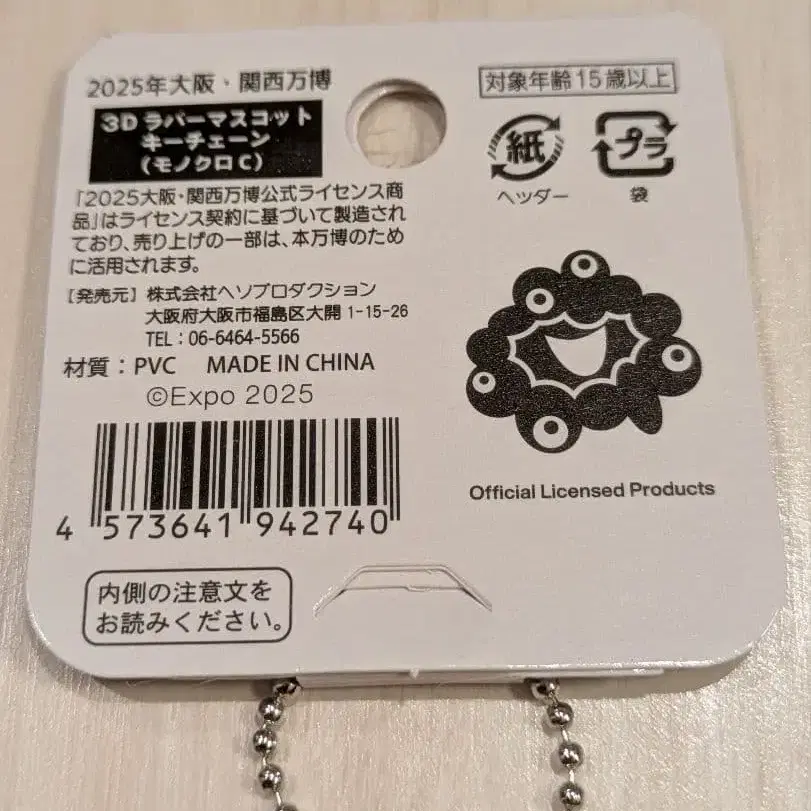 2025年大阪・関西万博
3D ラバーマスコット
キーチェーン
(モノクロC)
「2025大阪・関西万博公式ライセンス商
品」はライセンス契約に基づいて製造され
ており、売り上げの一部は、本万博のため
に活用されます。
【発売元】株式会社ヘソプロダクション
大阪府大阪市福島区大開 1-15-26
TEL：06-6464-5566
材質：PVC MADE IN CHINA
©Expo 2025
4 573641 942740
内側の注意文を
お読みください。
対象年齢15歳以上
紙 プラ
ヘッダー 袋
Official Licensed Products